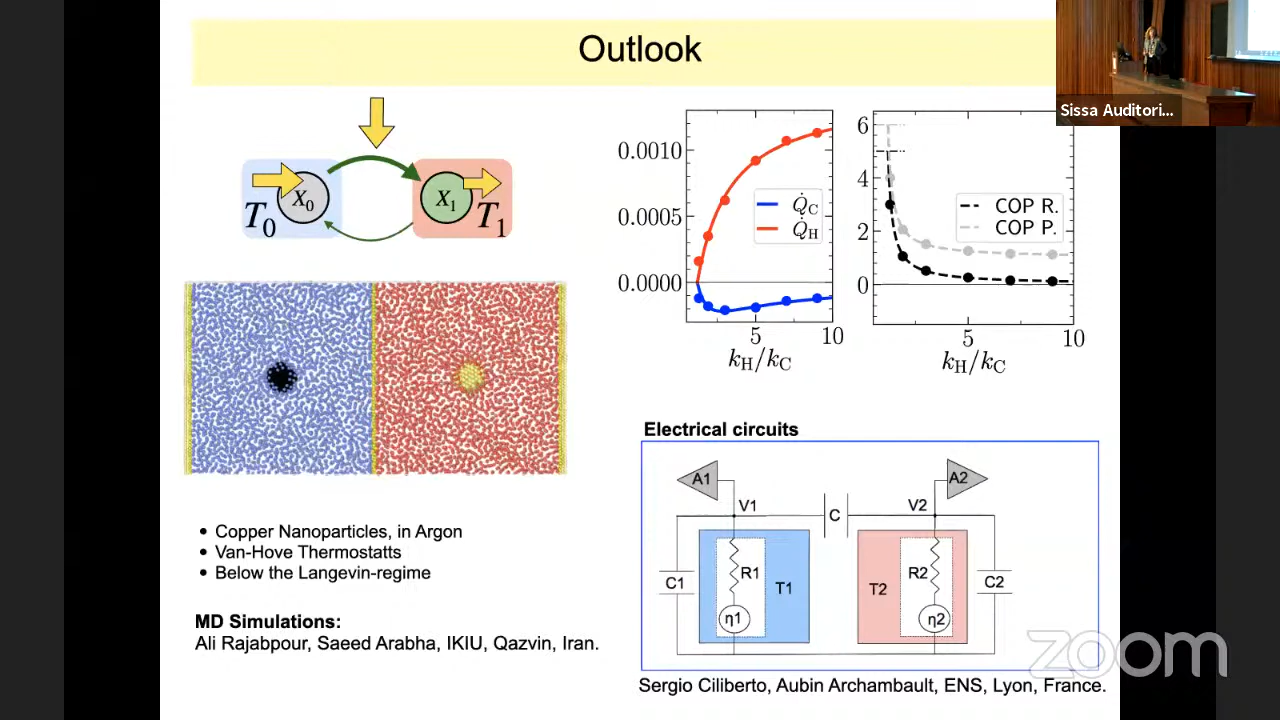 Outlook
Sissa Auditori...
T0
X0
X1
T1
0.0010
0.0005
0.0000
5
10
kH/kC
Q̇C
Q̇H
6
4
2
0
5
10
kH/kC
COP R.
COP P.
• Copper Nanoparticles, in Argon
• Van-Hove Thermostatts
• Below the Langevin-regime
MD Simulations:
Ali Rajabpour, Saeed Arabha, IKIU, Qazvin, Iran.
Electrical circuits
A1
A2
V1
C
V2
C1
R1
T1
T2
R2
C2
η1
η2
zoom
Sergio Ciliberto, Aubin Archambault, ENS, Lyon, France.